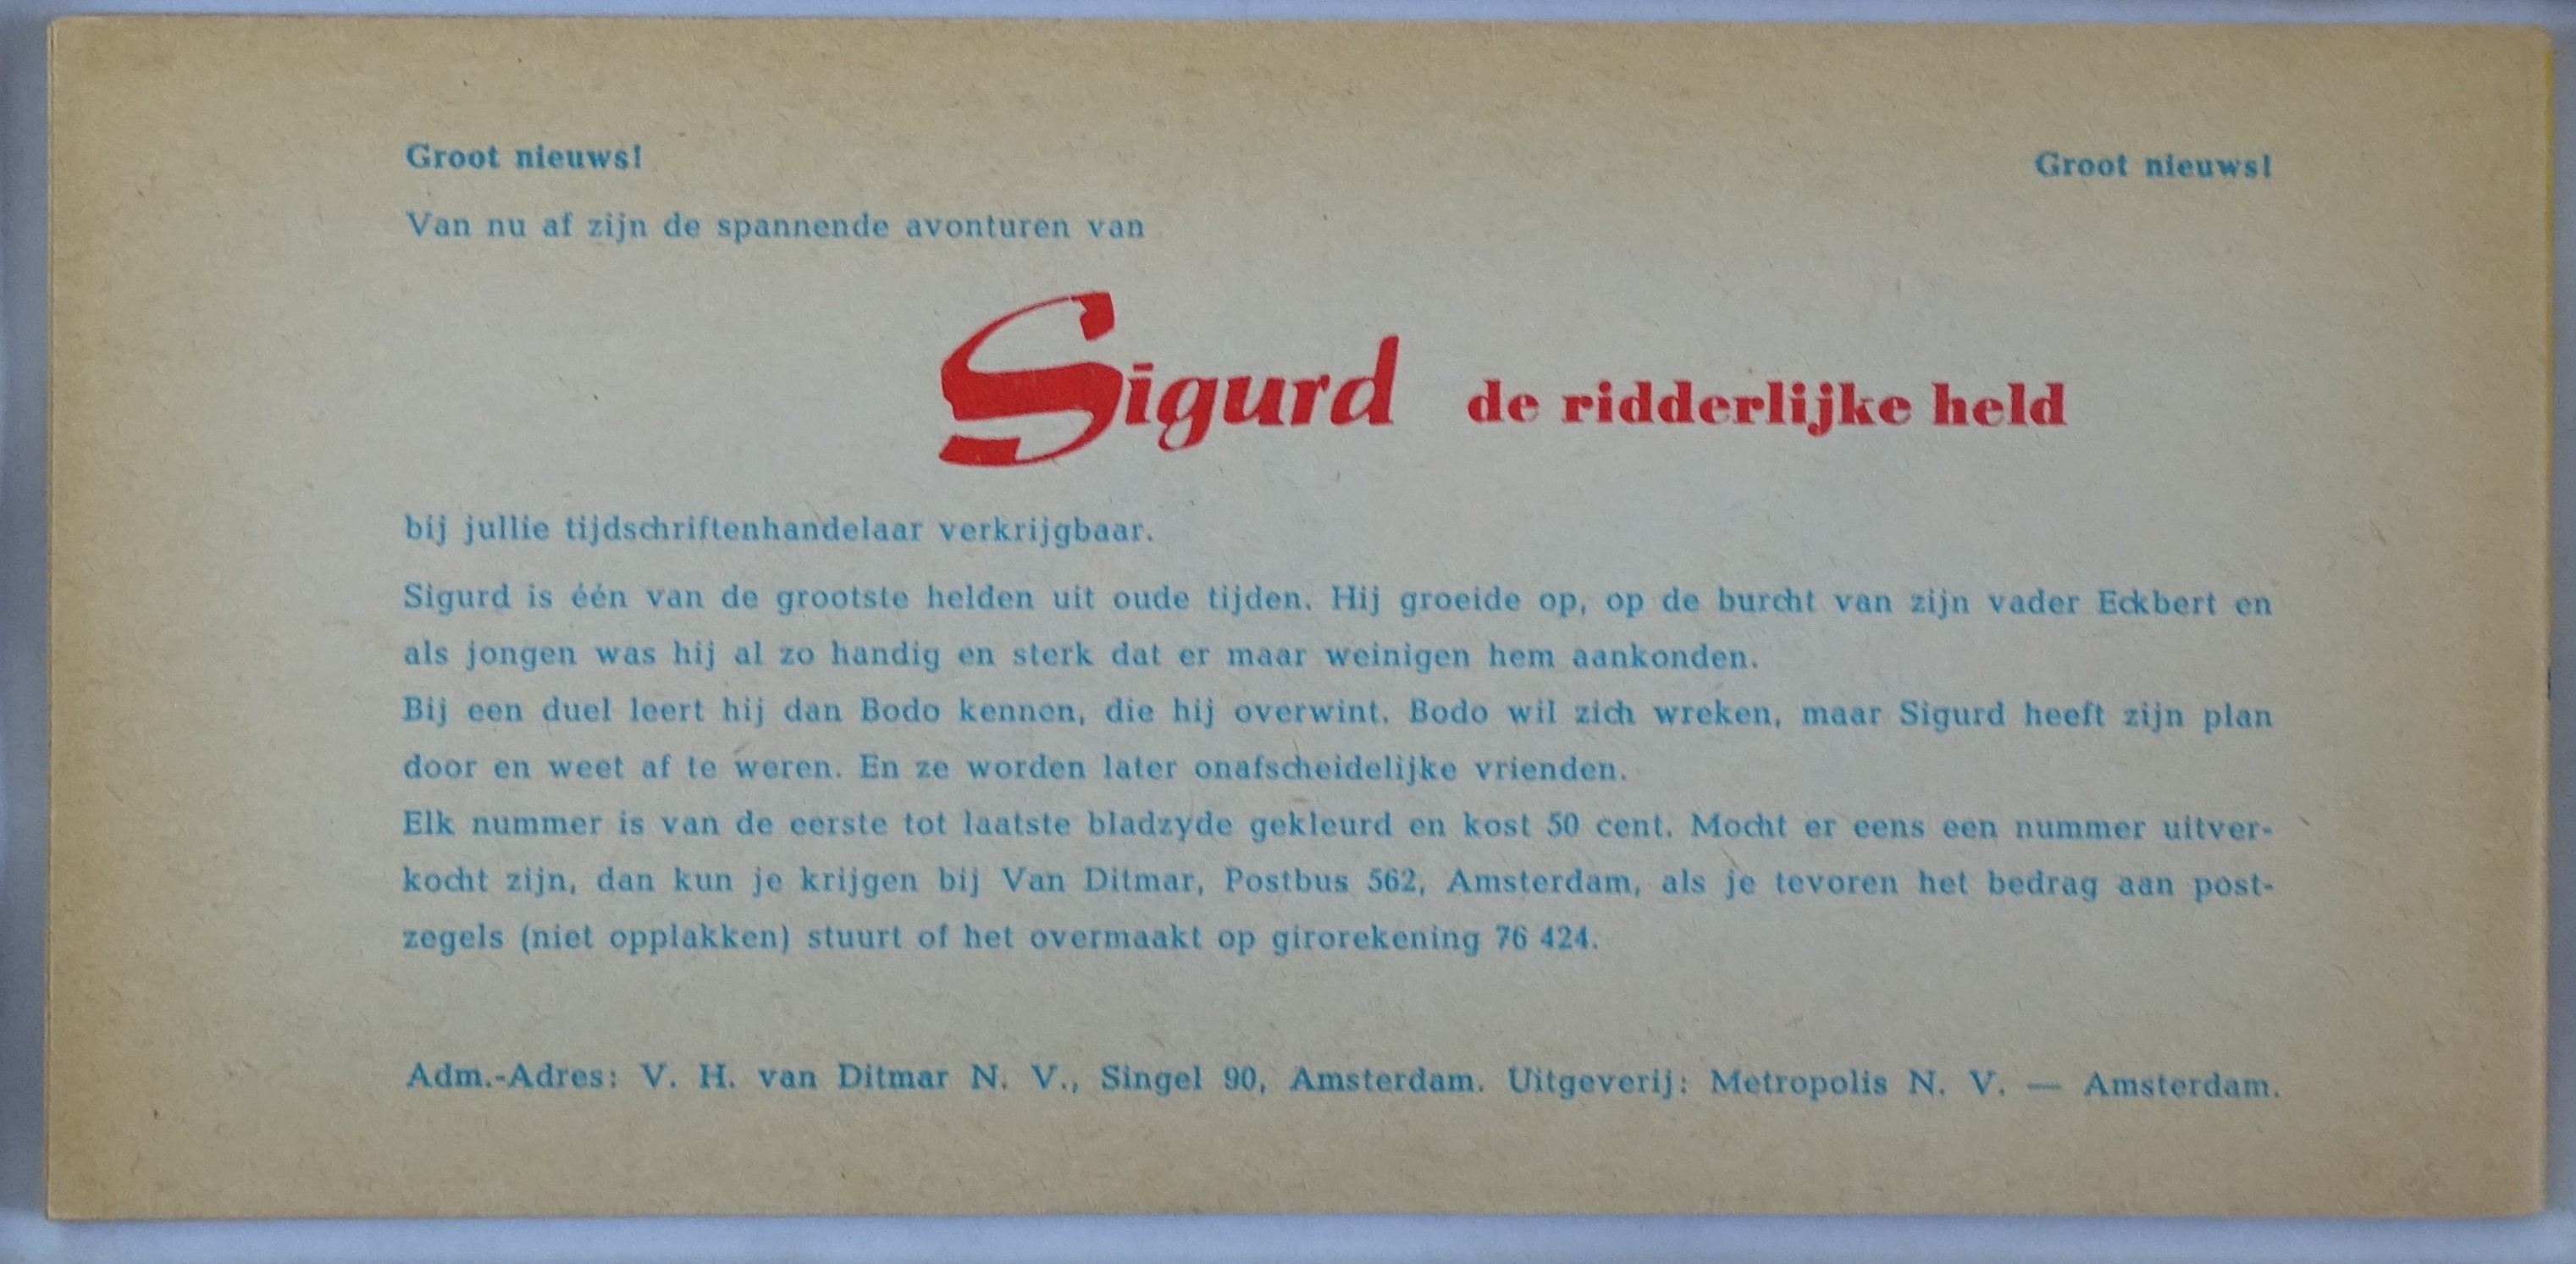 Groot nieuws! Groot nieuws!
Van nu af zijn de spannende avonturen van
Sigurd de ridderlijke held
bij jullie tijdschriftenhandelaar verkrijgbaar.
Sigurd is één van de grootste helden uit oude tijden. Hij groeide op, op de burcht van zijn vader Eckbert en
als jongen was hij al zo handig en sterk dat er maar weinigen hem aankonden.
Bij een duel leert hij dan Bodo kennen, die hij overwint. Bodo wil zich wreken, maar Sigurd heeft zijn plan
door en weet af te weren. En ze worden later onafscheidelijke vrienden.
Elk nummer is van de eerste tot laatste bladzyde gekleurd en kost 50 cent. Mocht er eens een nummer uitver-
kocht zijn, dan kun je krijgen bij Van Ditmar, Postbus 562, Amsterdam, als je tevoren het bedrag aan post-
zegels (niet opplakken) stuurt of het overmaakt op girorekening 76 424.
Adm.-Adres: V. H. van Ditmar N. V., Singel 90, Amsterdam. Uitgeverij: Metropolis N. V. — Amsterdam.